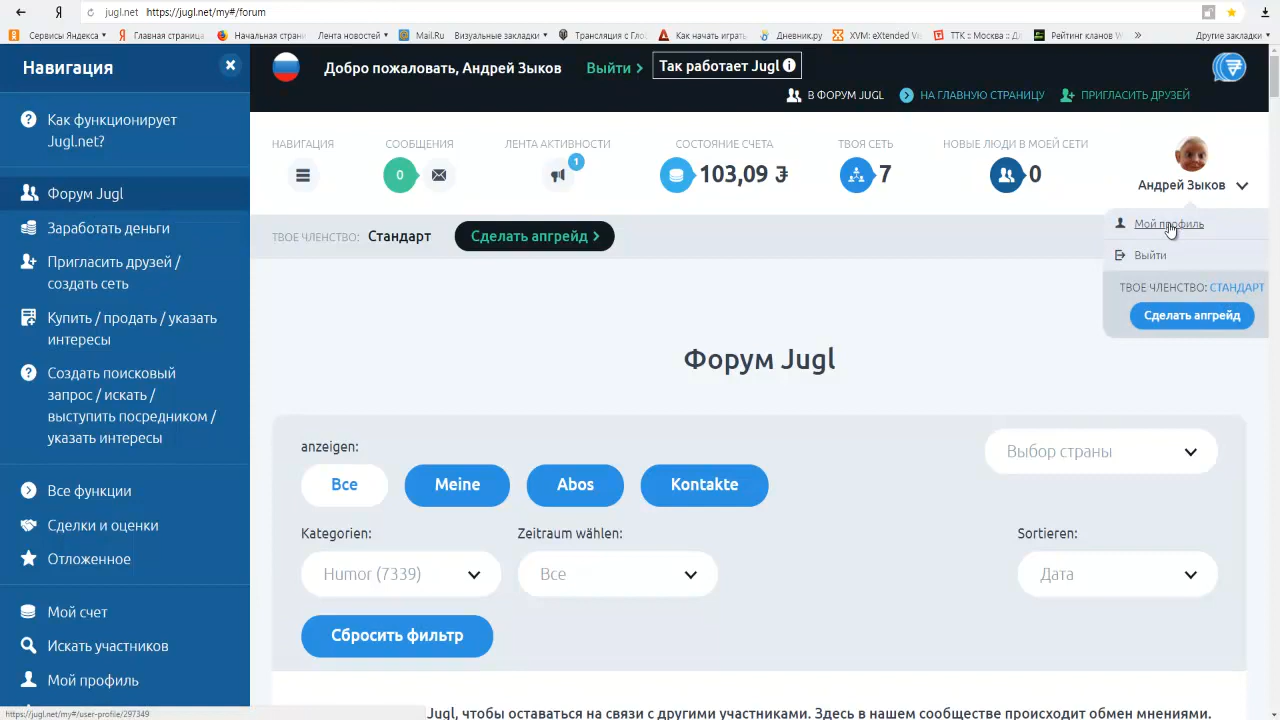 jugl.net https://jugl.net/my#/forum
Сервисы Яндекса Главная страница Начальная страни Лента новостей Mail.Ru Визуальные закладки Трансляция с Глос Как начать играть Дневник.ру XVM: eXtended Vi ТТК :: Москва :: До Рейтинг кланов W » Другие закладки
Навигация
Как функционирует
Jugl.net?
Форум Jugl
Заработать деньги
Пригласить друзей /
создать сеть
Купить / продать / указать
интересы
Создать поисковый
запрос / искать /
выступить посредником /
указать интересы
Все функции
Сделки и оценки
Отложенное
Мой счет
Искать участников
Мой профиль
https://jugl.net/my#/user-profile/297349
Добро пожаловать, Андрей Зыков Выйти Так работает Jugl
В ФОРУМ JUGL НА ГЛАВНУЮ СТРАНИЦУ ПРИГЛАСИТЬ ДРУЗЕЙ
НАВИГАЦИЯ СООБЩЕНИЯ ЛЕНТА АКТИВНОСТИ СОСТОЯНИЕ СЧЕТА ТВОЯ СЕТЬ НОВЫЕ ЛЮДИ В МОЕЙ СЕТИ
0 1 103,09 7 0
Андрей Зыков
Мой профиль
Выйти
ТВОЕ ЧЛЕНСТВО: СТАНДАРТ
Сделать апгрейд
ТВОЕ ЧЛЕНСТВО: Стандарт Сделать апгрейд
Форум Jugl
anzeigen:
Все Meine Abos Kontakte
Выбор страны
Kategorien: Zeitraum wählen: Sortieren:
Humor (7339) Все Дата
Сбросить фильтр
Jugl, чтобы оставаться на связи с другими участниками. Здесь в нашем сообществе происходит обмен мнениями.